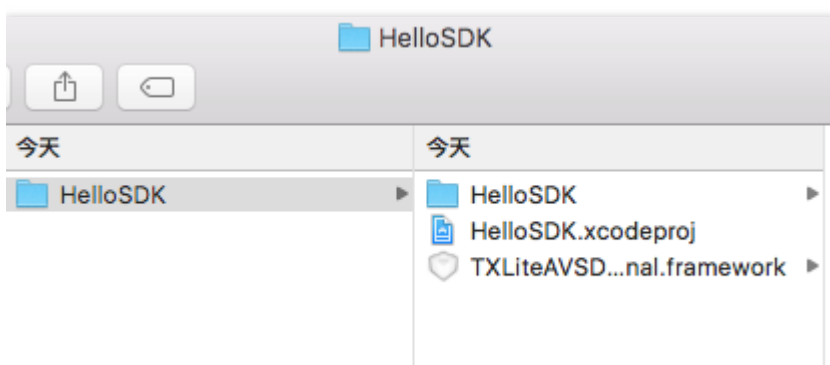 HelloSDK
今天
HelloSDK
今天
HelloSDK
HelloSDK.xcodeproj
TXLiteAVSD...nal.framework